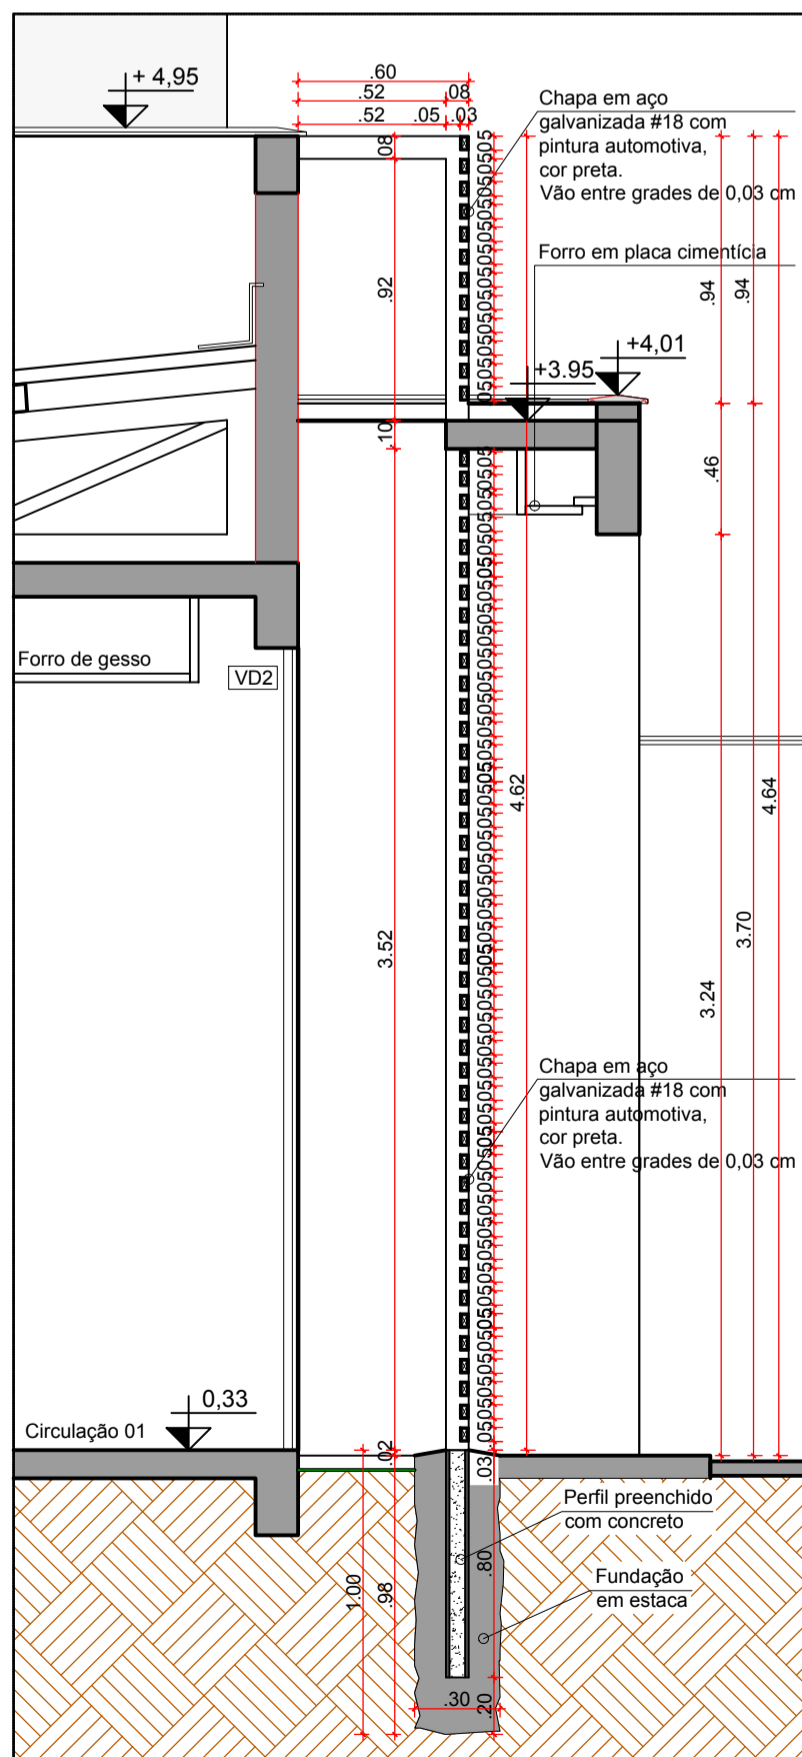 + 4,95
.60
.52
.08
.52
.05
.03
.08
Chapa em aço
galvanizada #18 com
pintura automotiva,
cor preta.
Vão entre grades de 0,03 cm
Forro em placa cimentícia
.92
.94
.94
+4,01
+3.95
.10
.46
Forro de gesso
VD2
4.62
4.64
3.52
3.70
3.24
Chapa em aço
galvanizada #18 com
pintura automotiva,
cor preta.
Vão entre grades de 0,03 cm
0,33
Circulação 01
.02
.03
Perfil preenchido
com concreto
.80
Fundação
em estaca
1.00
.98
.30
.20